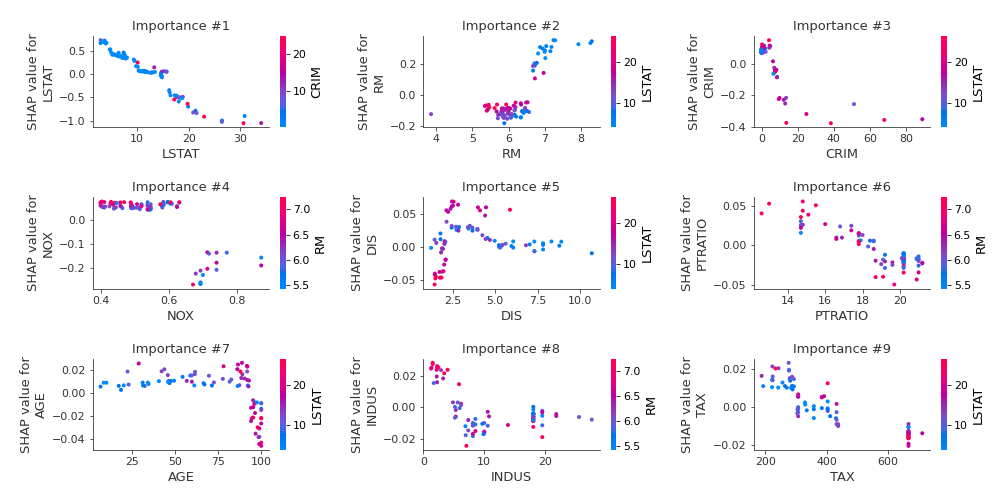 Importance #1
SHAP value for
LSTAT
0.5
0.0
−0.5
−1.0
10
20
30
LSTAT
20
10
CRIM
Importance #2
SHAP value for
RM
0.2
0.0
−0.2
4
5
6
7
8
RM
20
10
LSTAT
Importance #3
SHAP value for
CRIM
0.0
−0.2
−0.4
0
20
40
60
80
CRIM
20
10
LSTAT
Importance #4
SHAP value for
NOX
0.0
−0.1
−0.2
0.4
0.6
0.8
NOX
7.0
6.5
6.0
5.5
RM
Importance #5
SHAP value for
DIS
0.05
0.00
−0.05
2.5
5.0
7.5
10.0
DIS
20
10
LSTAT
Importance #6
SHAP value for
PTRATIO
0.05
0.00
−0.05
14
16
18
20
PTRATIO
7.0
6.5
6.0
5.5
RM
Importance #7
SHAP value for
AGE
0.02
0.00
−0.02
−0.04
25
50
75
100
AGE
20
10
LSTAT
Importance #8
SHAP value for
INDUS
0.02
0.00
−0.02
0
10
20
INDUS
7.0
6.5
6.0
5.5
RM
Importance #9
SHAP value for
TAX
0.02
0.00
−0.02
200
400
600
TAX
20
10
LSTAT